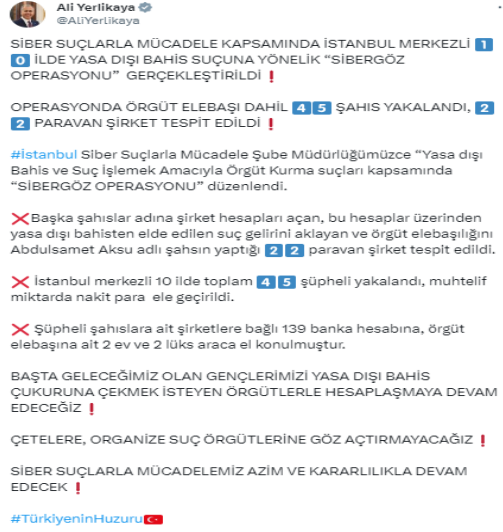 Ali Yerlikaya
@AliYerlikaya
SİBER SUÇLARLA MÜCADELE KAPSAMINDA İSTANBUL MERKEZLİ 1
0 İLDE YASA DIŞI BAHİS SUÇUNA YÖNELİK “SİBERGÖZ
OPERASYONU” GERÇEKLEŞTİRİLDİ❗
OPERASYONDA ÖRGÜT ELEBAŞI DAHİL 45 ŞAHIS YAKALANDI, 2
2 PARAVAN ŞİRKET TESPİT EDİLDİ❗
#İstanbul Siber Suçlarla Mücadele Şube Müdürlüğümüzce “Yasa dışı
Bahis ve Suç İşlemek Amacıyla Örgüt Kurma suçları kapsamında
“SİBERGÖZ OPERASYONU” düzenlendi.
❌Başka şahıslar adına şirket hesapları açan, bu hesaplar üzerinden
yasa dışı bahisten elde edilen suç gelirini aklayan ve örgüt elebaşılığını
Abdulsamet Aksu adlı şahsın yaptığı 22 paravan şirket tespit edildi.
❌ İstanbul merkezli 10 ilde toplam 45 şüpheli yakalandı, muhtelif
miktarda nakit para ele geçirildi.
❌ Şüpheli şahıslara ait şirketlere bağlı 139 banka hesabına, örgüt
elebaşına ait 2 ev ve 2 lüks araca el konulmuştur.
BAŞTA GELECEĞİMİZ OLAN GENÇLERİMİZİ YASA DIŞI BAHİS
ÇUKURUNA ÇEKMEK İSTEYEN ÖRGÜTLERLE HESAPLAŞMAYA DEVAM
EDECEĞİZ❗
ÇETELERE, ORGANİZE SUÇ ÖRGÜTLERİNE GÖZ AÇTIRMAYACAĞIZ❗
SİBER SUÇLARLA MÜCADELEMİZ AZİM VE KARARLILIKLA DEVAM
EDECEK❗
#TürkiyeninHuzuru🇹🇷